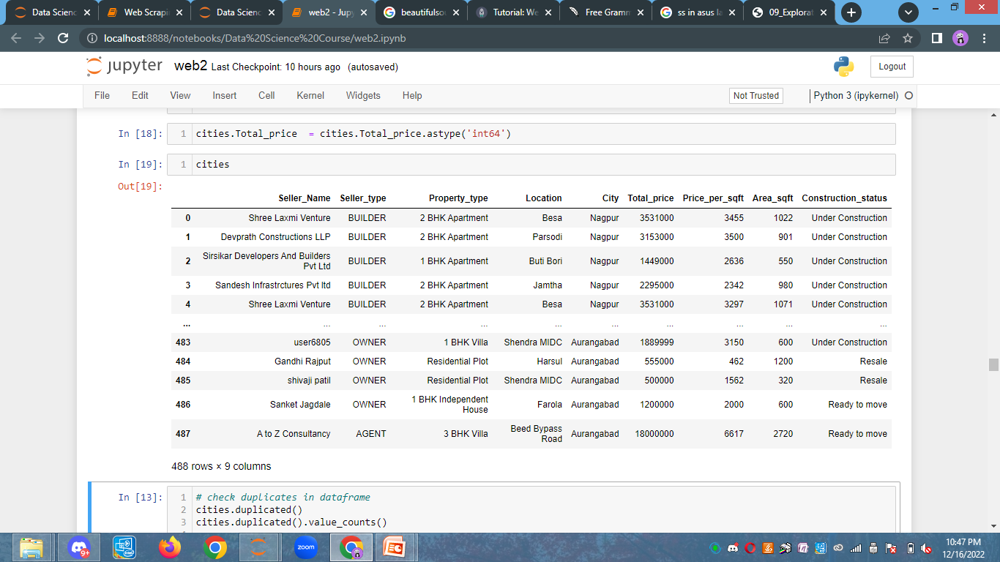 Data Scienc
Web Scrapi
Data Scienc
web2 - Jup
beautifulso
Tutorial: We
Free Gramm
ss in asus la
09_Explorat
localhost:8888/notebooks/Data%20Science%20Course/web2.ipynb
jupyter web2 Last Checkpoint: 10 hours ago (autosaved) Logout
File Edit View Insert Cell Kernel Widgets Help Not Trusted Python 3 (ipykernel)
In [18]: 1 cities.Total_price  = cities.Total_price.astype('int64')
In [19]: 1 cities
Out[19]:
Seller_Name Seller_type Property_type Location City Total_price Price_per_sqft Area_sqft Construction_status
0 Shree Laxmi Venture BUILDER 2 BHK Apartment Besa Nagpur 3531000 3455 1022 Under Construction
1 Devprath Constructions LLP BUILDER 2 BHK Apartment Parsodi Nagpur 3153000 3500 901 Under Construction
2 Sirsikar Developers And Builders Pvt Ltd BUILDER 1 BHK Apartment Buti Bori Nagpur 1449000 2636 550 Under Construction
3 Sandesh Infrastrctures Pvt ltd BUILDER 2 BHK Apartment Jamtha Nagpur 2295000 2342 980 Under Construction
4 Shree Laxmi Venture BUILDER 2 BHK Apartment Besa Nagpur 3531000 3297 1071 Under Construction
... ... ... ... ... ... ... ... ... ...
483 user6805 OWNER 1 BHK Villa Shendra MIDC Aurangabad 1889999 3150 600 Under Construction
484 Gandhi Rajput OWNER Residential Plot Harsul Aurangabad 555000 462 1200 Resale
485 shivaji patil OWNER Residential Plot Shendra MIDC Aurangabad 500000 1562 320 Resale
486 Sanket Jagdale OWNER 1 BHK Independent House Farola Aurangabad 1200000 2000 600 Ready to move
487 A to Z Consultancy AGENT 3 BHK Villa Beed Bypass Road Aurangabad 18000000 6617 2720 Ready to move
488 rows × 9 columns
In [13]: 1 # check duplicates in dataframe
2 cities.duplicated()
3 cities.duplicated().value_counts()
9+
intel
zoom
10:47 PM
12/16/2022